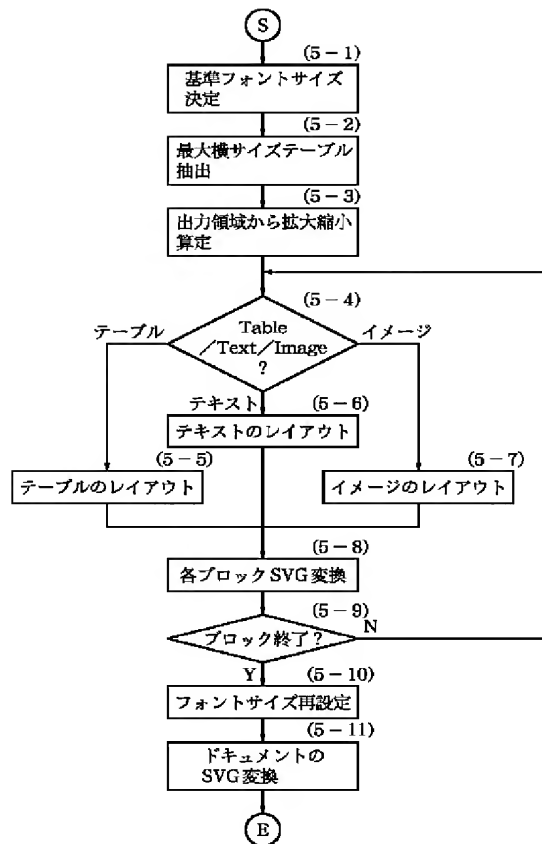 S
(5-1)
基準フォントサイズ
決定
(5-2)
最大横サイズテーブル
抽出
(5-3)
出力領域から拡大縮小
算定
(5-4)
テーブル
Table
/Text/Image
?
イメージ
テキスト
(5-6)
テキストのレイアウト
(5-5)
テーブルのレイアウト
(5-7)
イメージのレイアウト
(5-8)
各ブロックSVG変換
(5-9)
ブロック終了?
N
Y
(5-10)
フォントサイズ再設定
(5-11)
ドキュメントの
SVG変換
E